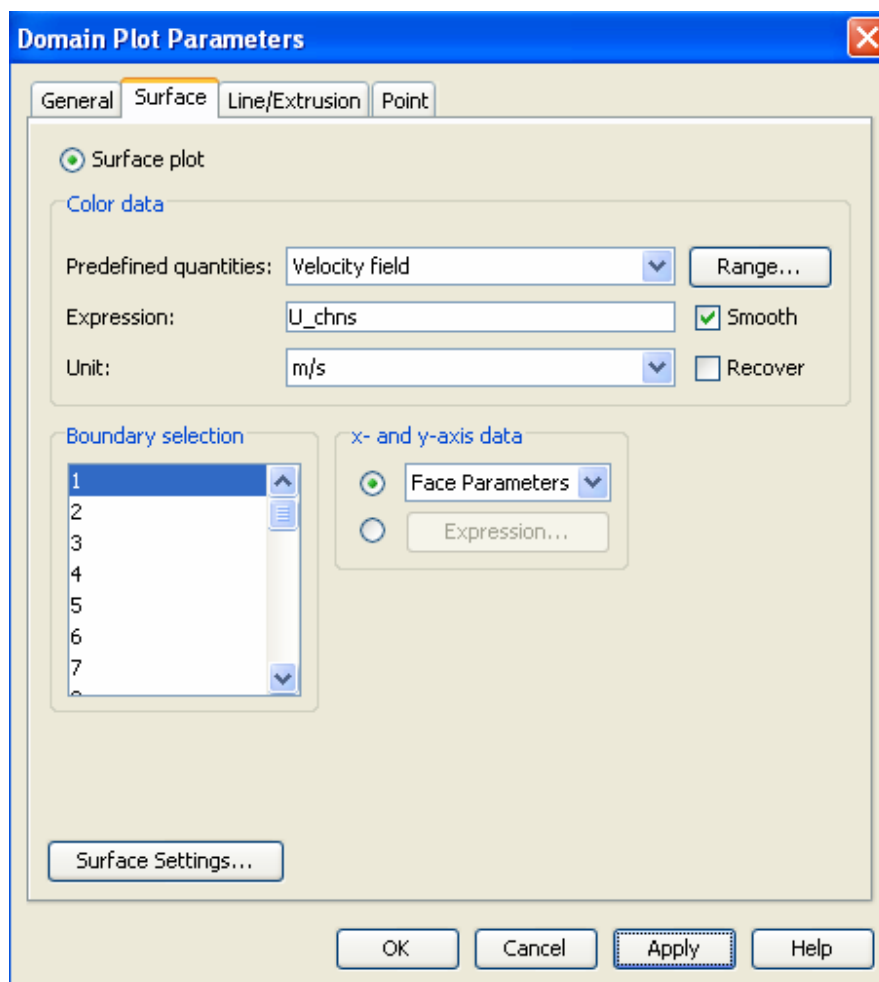 Domain Plot Parameters
General Surface Line/Extrusion Point
Surface plot
Color data
Predefined quantities: Velocity field Range...
Expression: U_chns Smooth
Unit: m/s Recover
Boundary selection x- and y-axis data
1 Face Parameters
2 Expression...
3
4
5
6
7
Surface Settings...
OK Cancel Apply Help